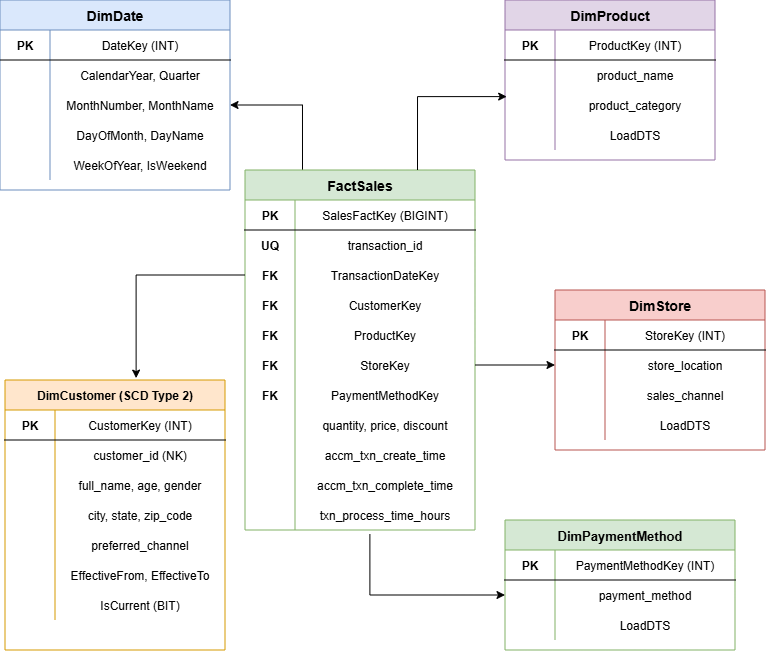 DimDate
PK DateKey (INT)
CalendarYear, Quarter
MonthNumber, MonthName
DayOfMonth, DayName
WeekOfYear, IsWeekend
DimProduct
PK ProductKey (INT)
product_name
product_category
LoadDTS
FactSales
PK SalesFactKey (BIGINT)
UQ transaction_id
FK TransactionDateKey
FK CustomerKey
FK ProductKey
FK StoreKey
FK PaymentMethodKey
quantity, price, discount
accm_txn_create_time
accm_txn_complete_time
txn_process_time_hours
DimStore
PK StoreKey (INT)
store_location
sales_channel
LoadDTS
DimCustomer (SCD Type 2)
PK CustomerKey (INT)
customer_id (NK)
full_name, age, gender
city, state, zip_code
preferred_channel
EffectiveFrom, EffectiveTo
IsCurrent (BIT)
DimPaymentMethod
PK PaymentMethodKey (INT)
payment_method
LoadDTS